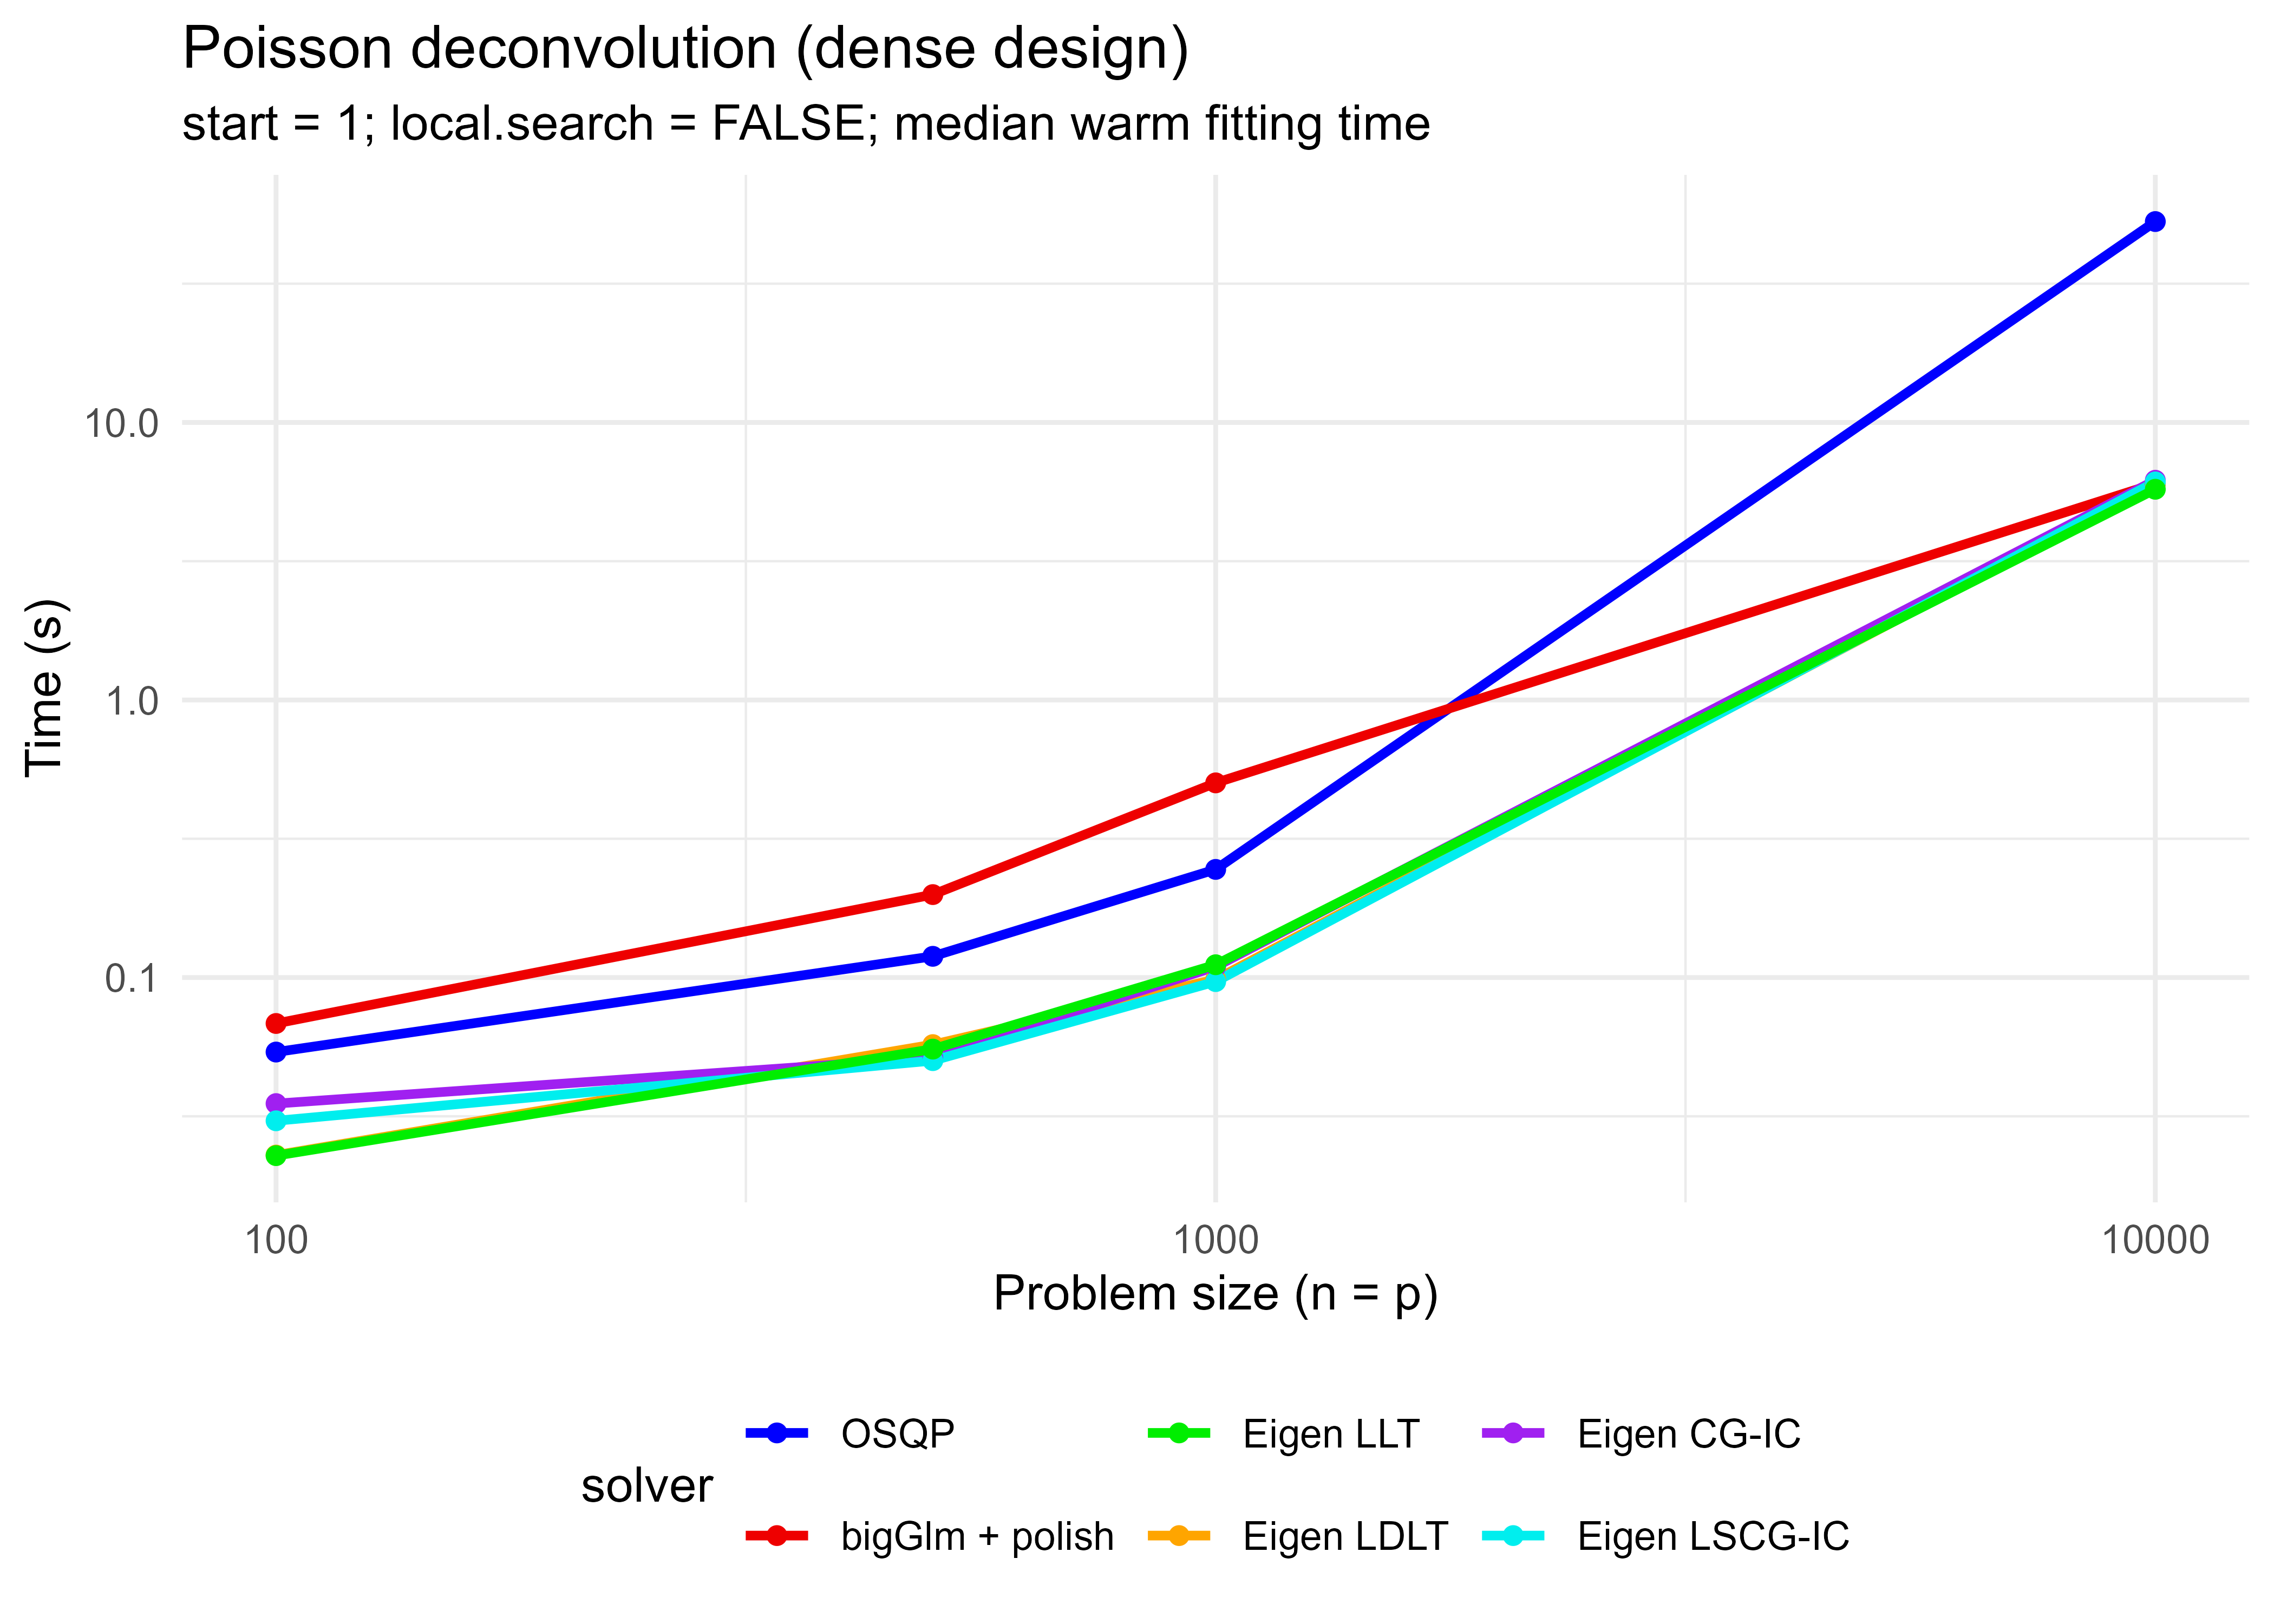 Poisson deconvolution (dense design)
start = 1; local.search = FALSE; median warm fitting time
Time (s)
10.0
1.0
0.1
100
1000
10000
Problem size (n = p)
solver
OSQP
Eigen LLT
Eigen CG-IC
bigGlm + polish
Eigen LDLT
Eigen LSCG-IC